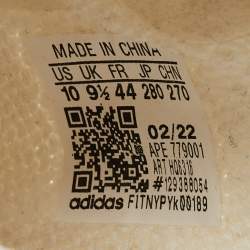 MADE IN CHINA
US UK FR JP CHN
10 9½ 44 280 270
02/22
APE 779001
ART HQ6310
#129388054
adidas FITNYPYk00189